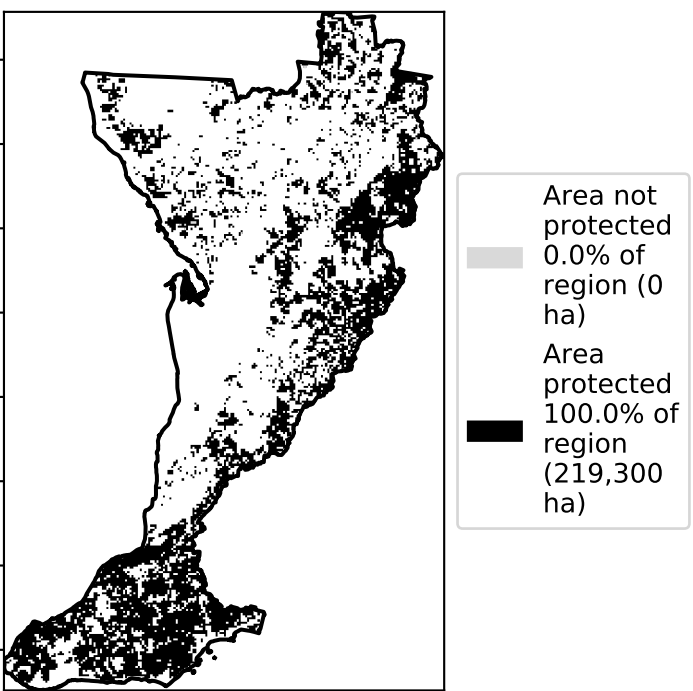 Area not
protected
0.0% of
region (0
ha)
Area
protected
100.0% of
region
(219,300
ha)